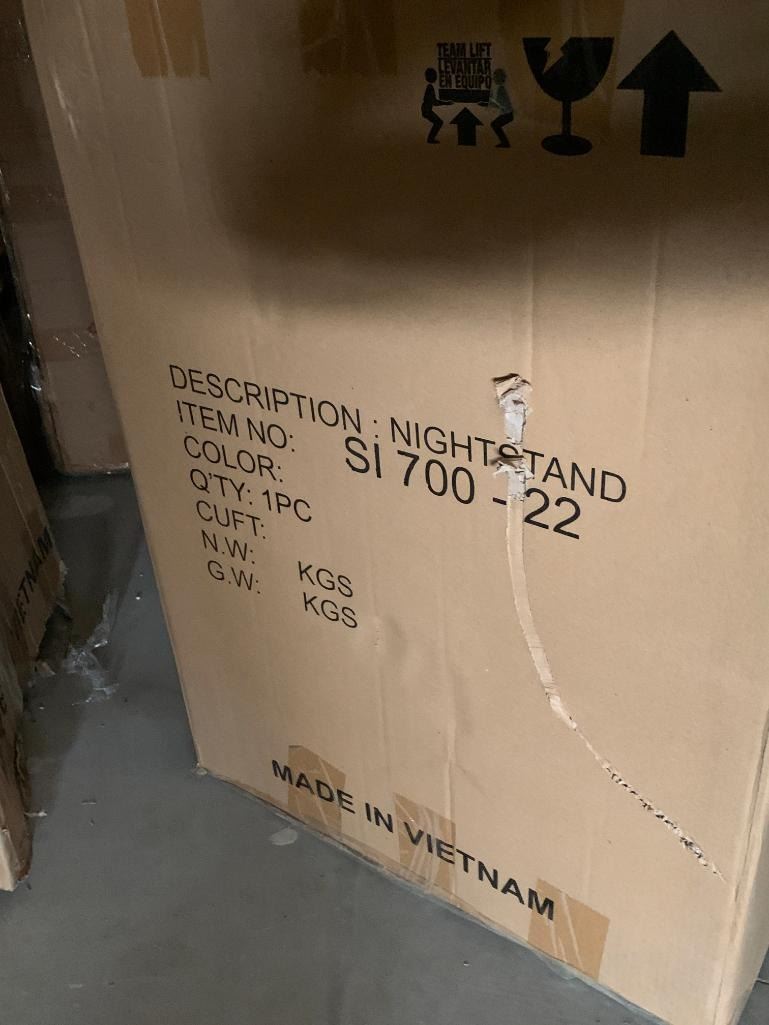 TEAM LIFT
LEVANTAR
EN EQUIPO
DESCRIPTION : NIGHTSTAND
ITEM NO: SI 700 - 22
COLOR:
Q'TY: 1PC
CUFT:
N.W: KGS
G.W: KGS
MADE IN VIETNAM
VIETNAM